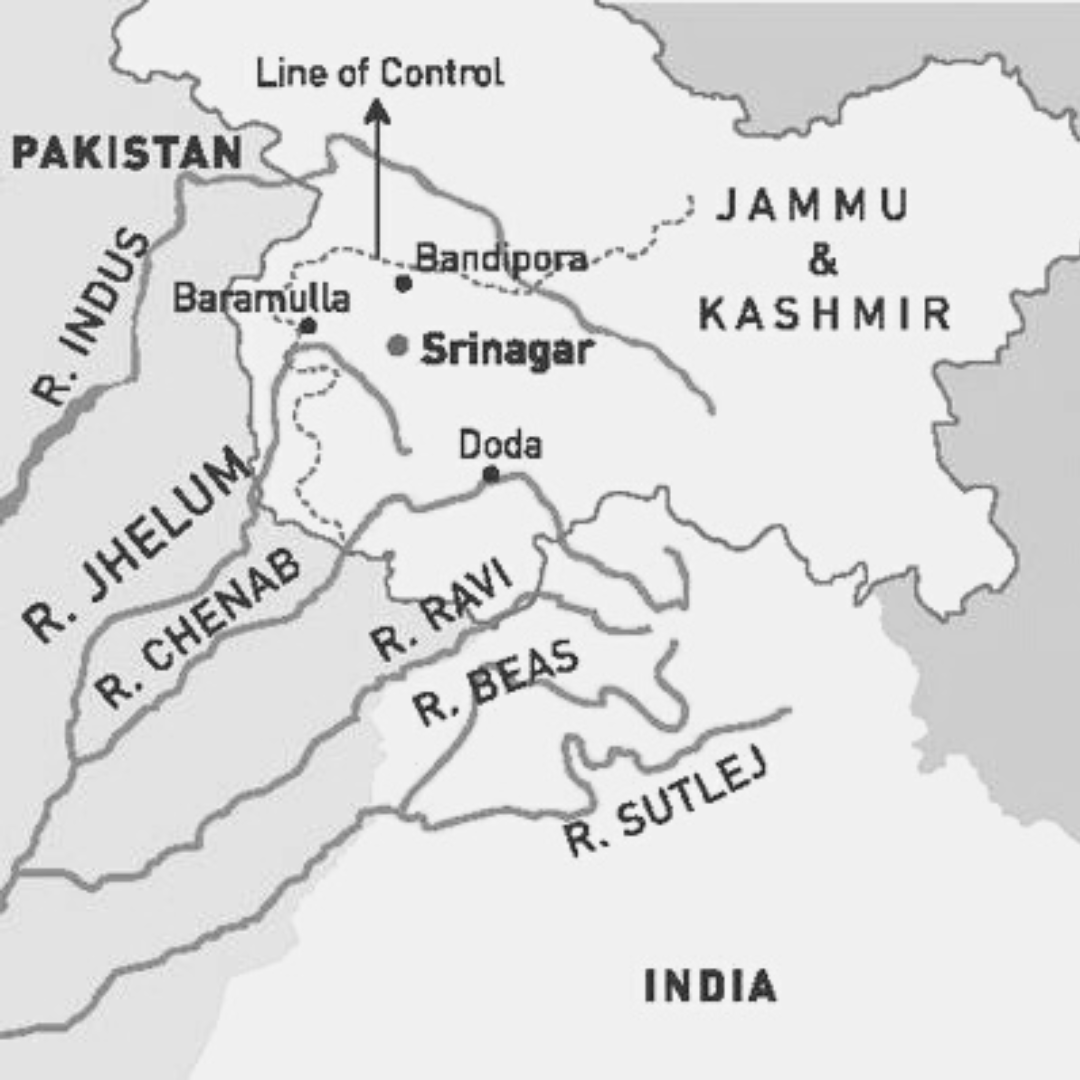 Line of Control
PAKISTAN
JAMMU
&
KASHMIR
R. INDUS
Bandipora
Baramulla
Srinagar
Doda
R. JHELUM
R. CHENAB
R. RAVI
R. BEAS
R. SUTLEJ
INDIA